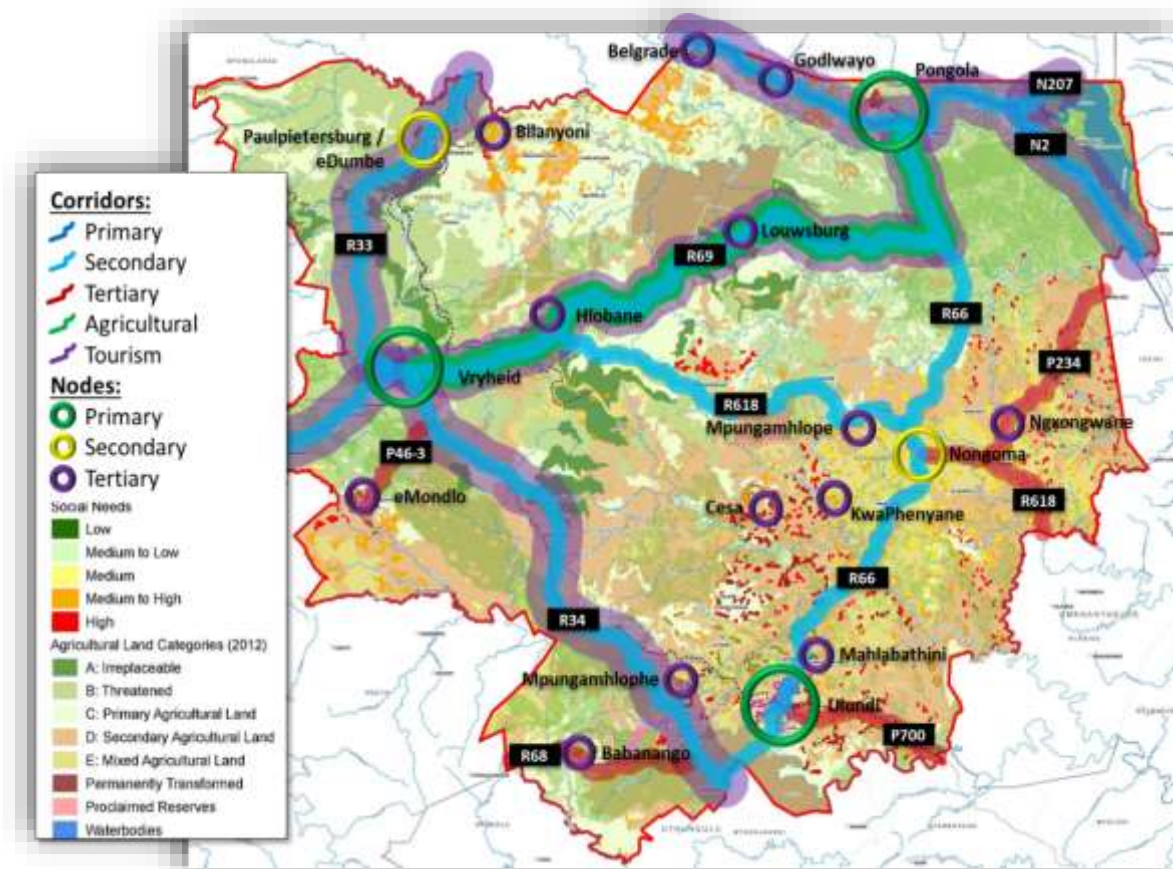 Corridors:
Primary
Secondary
Tertiary
Agricultural
Tourism
Nodes:
Primary
Secondary
Tertiary
Social Needs
Low
Medium to Low
Medium
Medium to High
High
Agricultural Land Categories (2012)
A: Irreplaceable
B: Threatened
C: Primary Agricultural Land
D: Secondary Agricultural Land
E: Mixed Agricultural Land
Permanently Transformed
Proclaimed Reserves
Waterbodies
Belgrade
Godlwayo
Pongola
N207
N2
Paulpietersburg /
eDumbe
Bilanyoni
R33
Louwsburg
R69
Hlobane
R66
Vryheid
P234
R618
Mpungamhlope
Ngxongwane
P46-3
Nongoma
eMondlo
Cesa
KwaPhenyane
R618
R66
R34
Mahlabathini
Mpungamhlophe
Ulundi
P700
R68
Babanango